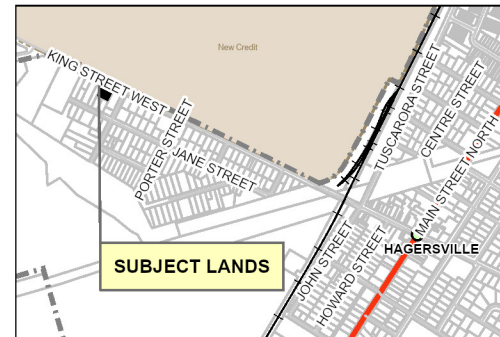 New Credit
KING STREET WEST
PORTER STREET
JANE STREET
TUSCARORA STREET
CENTRE STREET
MAIN STREET NORTH
HAGERSVILLE
JOHN STREET
HOWARD STREET
SUBJECT LANDS